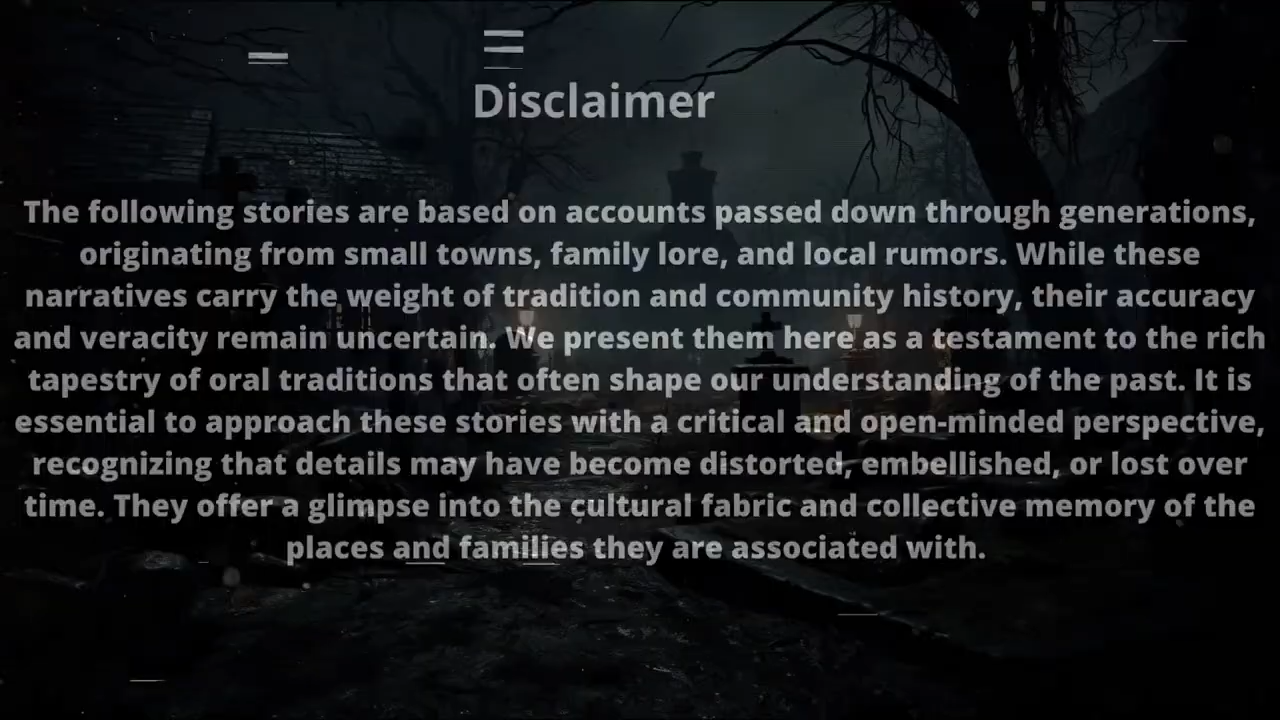 Disclaimer
The following stories are based on accounts passed down through generations,
originating from small towns, family lore, and local rumors. While these
narratives carry the weight of tradition and community history, their accuracy
and veracity remain uncertain. We present them here as a testament to the rich
tapestry of oral traditions that often shape our understanding of the past. It is
essential to approach these stories with a critical and open-minded perspective,
recognizing that details may have become distorted, embellished, or lost over
time. They offer a glimpse into the cultural fabric and collective memory of the
places and families they are associated with.